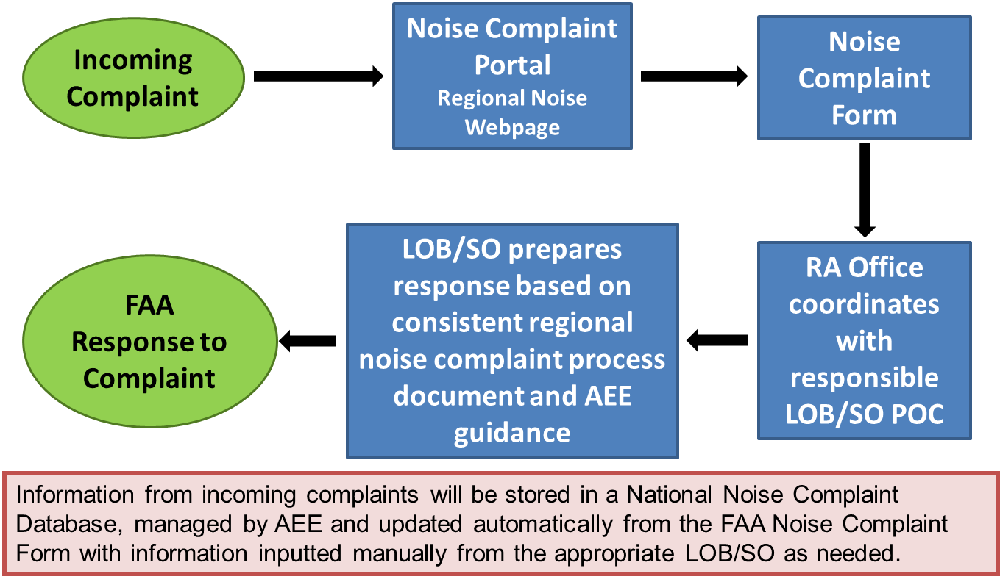 Incoming
Complaint
Noise Complaint
Portal
Regional Noise
Webpage
Noise
Complaint
Form
RA Office
coordinates
with
responsible
LOB/SO POC
LOB/SO prepares
response based on
consistent regional
noise complaint process
document and AEE
guidance
FAA
Response to
Complaint
Information from incoming complaints will be stored in a National Noise Complaint
Database, managed by AEE and updated automatically from the FAA Noise Complaint
Form with information inputted manually from the appropriate LOB/SO as needed.